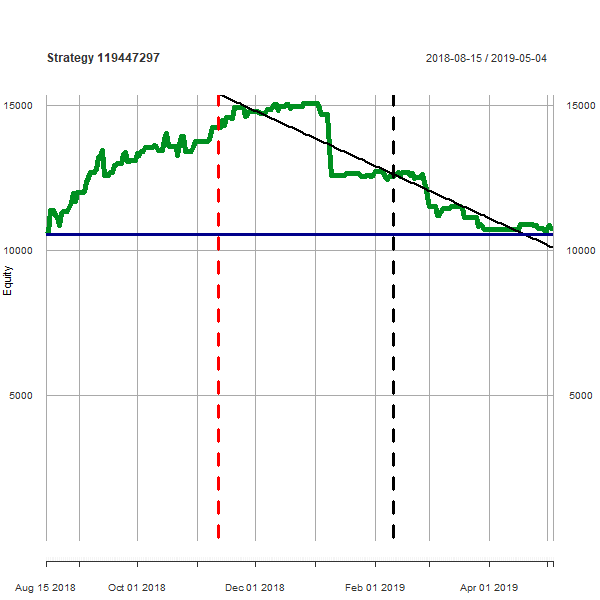 Strategy 119447297 2018-08-15 / 2019-05-04
15000 15000
10000 10000
Equity
5000 5000
Aug 15 2018 Oct 01 2018 Dec 01 2018 Feb 01 2019 Apr 01 2019